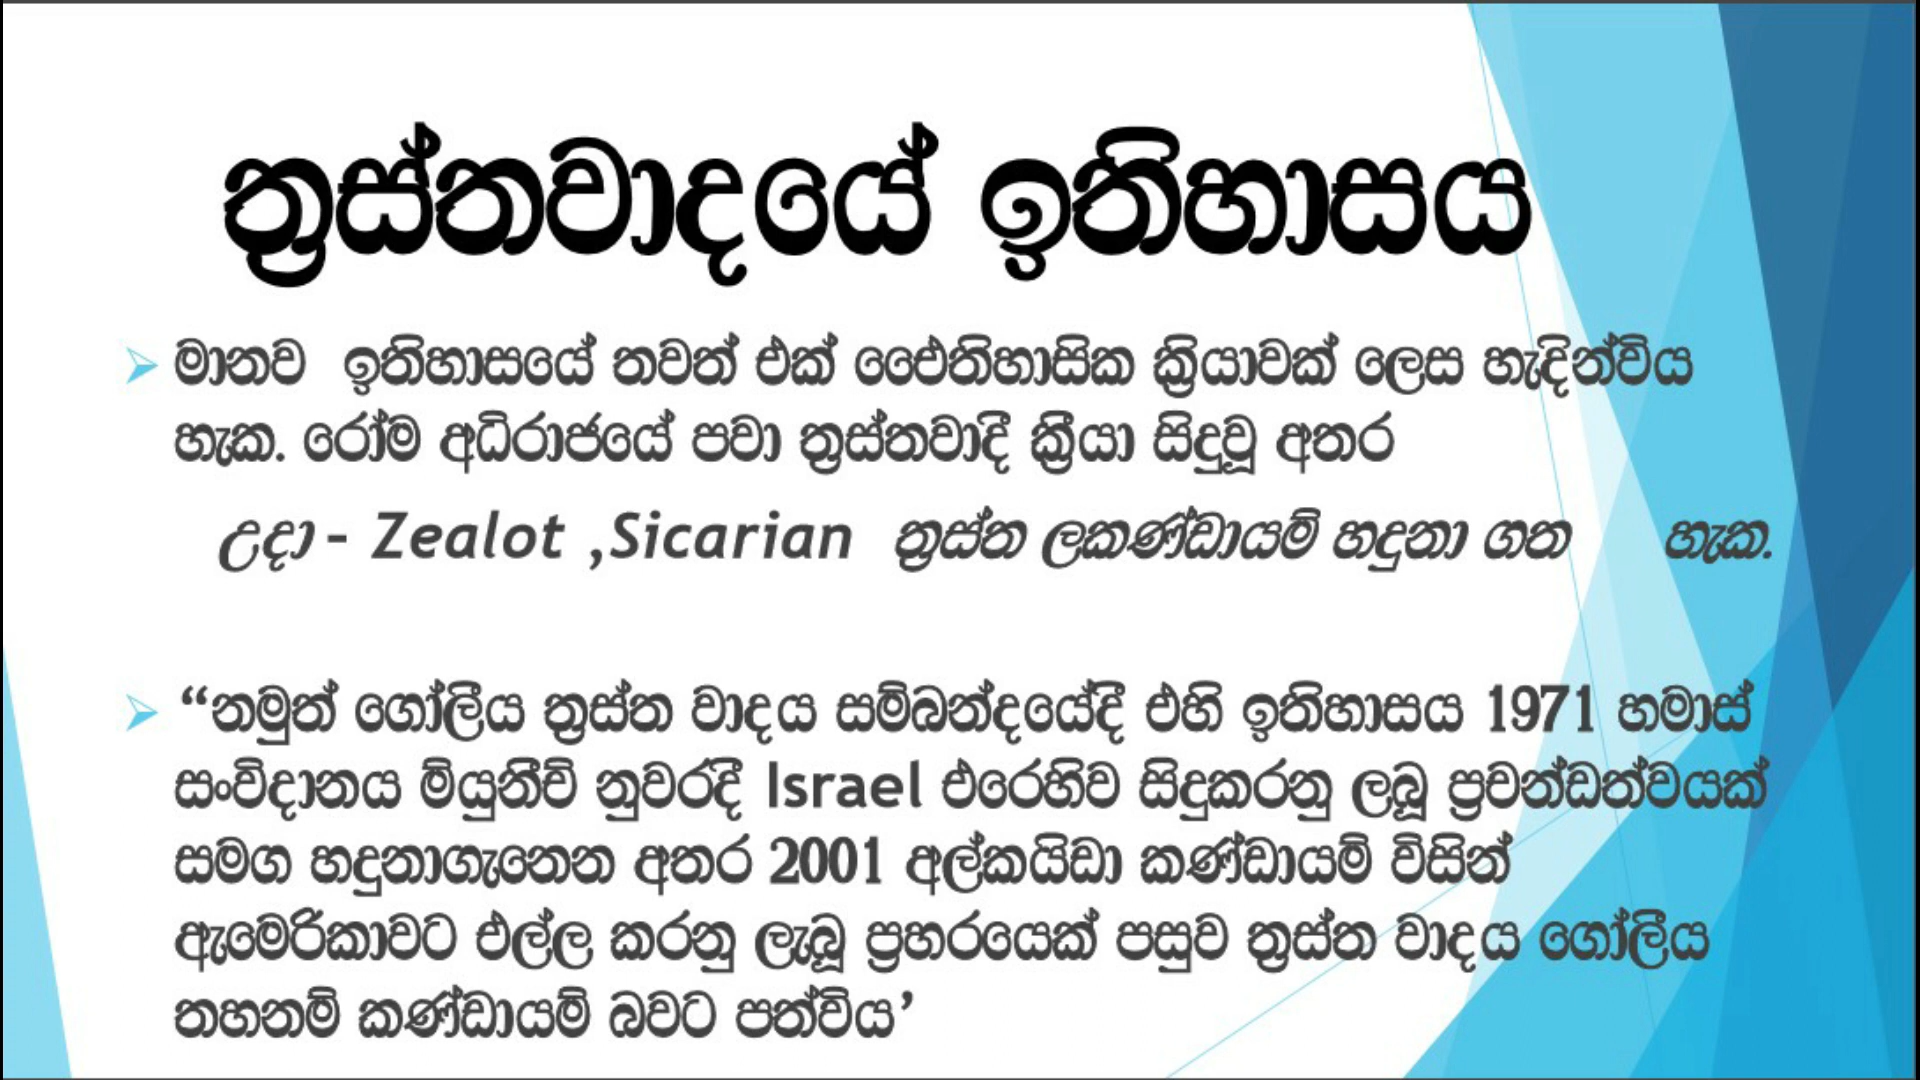 ත්‍රස්තවාදයේ ඉතිහාසය
මානව ඉතිහාසයේ තවත් එක් ඓතිහාසික ක්‍රියාවක් ලෙස හැදින්විය
හැක. රෝම අධිරාජයේ පවා ත්‍රස්තවාදී ක්‍රීයා සිදුවූ අතර
උදා - Zealot ,Sicarian ත්‍රස්ත ලකණ්ඩායම් හදුනා ගත හැක.
“නමුත් ගෝලීය ත්‍රස්ත වාදය සම්බන්දයේදී එහි ඉතිහාසය 1971 හමාස්
සංවිදානය ම්යුනීච් නුවරදී Israel එරෙහිව සිදුකරනු ලබූ ප්‍රචන්ඩත්වයක්
සමග හදුනාගැනෙන අතර 2001 අල්කයිඩා කණ්ඩායම් විසින්
ඇමෙරිකාවට එල්ල කරනු ලැබූ ප්‍රහරයෙක් පසුව ත්‍රස්ත වාදය ගෝලීය
තහනම් කණ්ඩායම් බවට පත්විය’